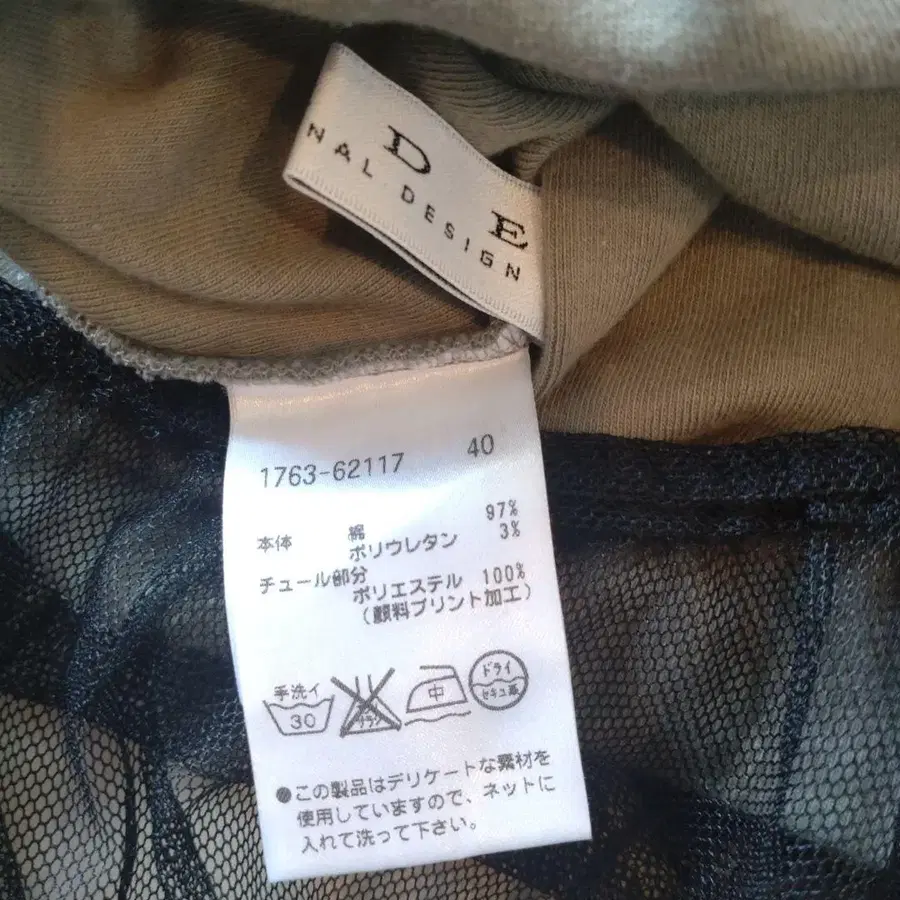 D E
NAL DESIGN
1763-62117 40
本体 綿 97%
ポリウレタン 3%
チュール部分
ポリエステル 100%
(顔料プリント加工)
手洗イ
30
中
ドライ
セキユ系
●この製品はデリケートな素材を
使用していますので、ネットに
入れて洗って下さい。